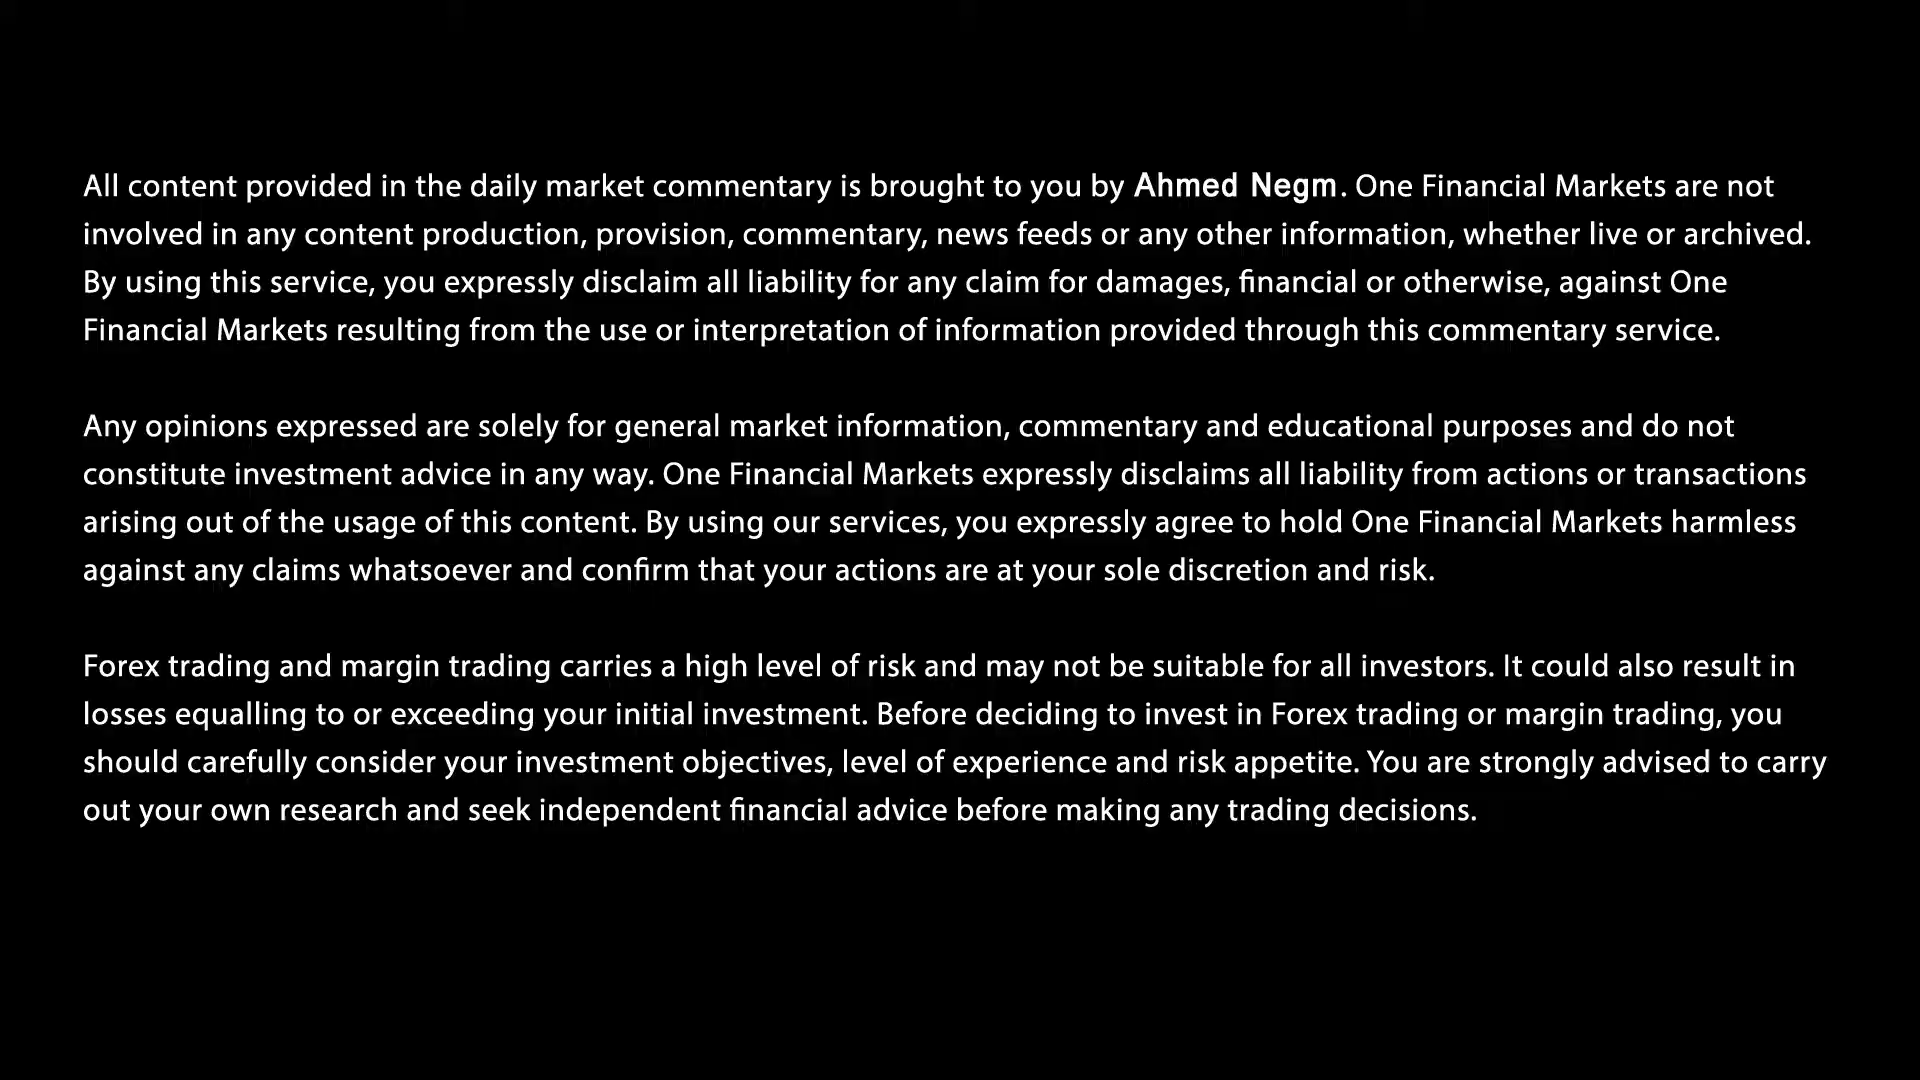 All content provided in the daily market commentary is brought to you by Ahmed Negm. One Financial Markets are not
involved in any content production, provision, commentary, news feeds or any other information, whether live or archived.
By using this service, you expressly disclaim all liability for any claim for damages, financial or otherwise, against One
Financial Markets resulting from the use or interpretation of information provided through this commentary service.
Any opinions expressed are solely for general market information, commentary and educational purposes and do not
constitute investment advice in any way. One Financial Markets expressly disclaims all liability from actions or transactions
arising out of the usage of this content. By using our services, you expressly agree to hold One Financial Markets harmless
against any claims whatsoever and confirm that your actions are at your sole discretion and risk.
Forex trading and margin trading carries a high level of risk and may not be suitable for all investors. It could also result in
losses equalling to or exceeding your initial investment. Before deciding to invest in Forex trading or margin trading, you
should carefully consider your investment objectives, level of experience and risk appetite. You are strongly advised to carry
out your own research and seek independent financial advice before making any trading decisions.